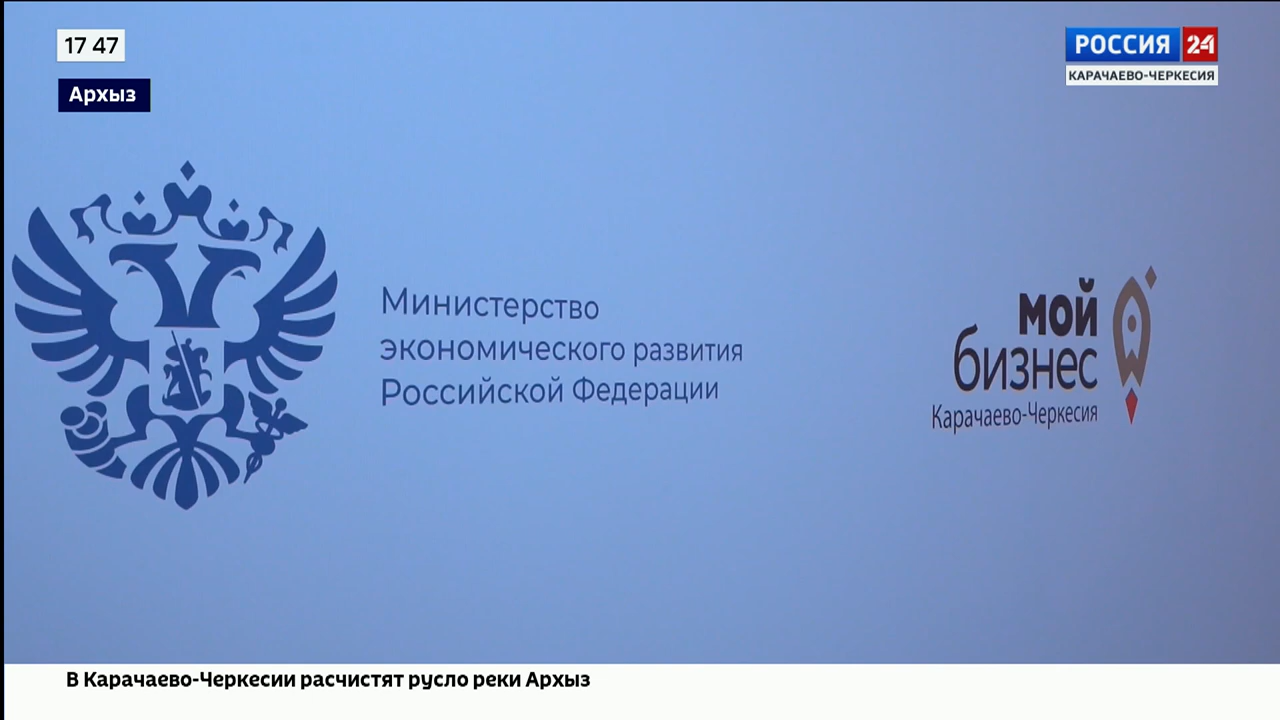 17 47
Архыз
РОССИЯ 24
КАРАЧАЕВО-ЧЕРКЕСИЯ
Министерство
экономического развития
Российской Федерации
мой
бизнес
Карачаево-Черкесия
В Карачаево-Черкесии расчистят русло реки Архыз